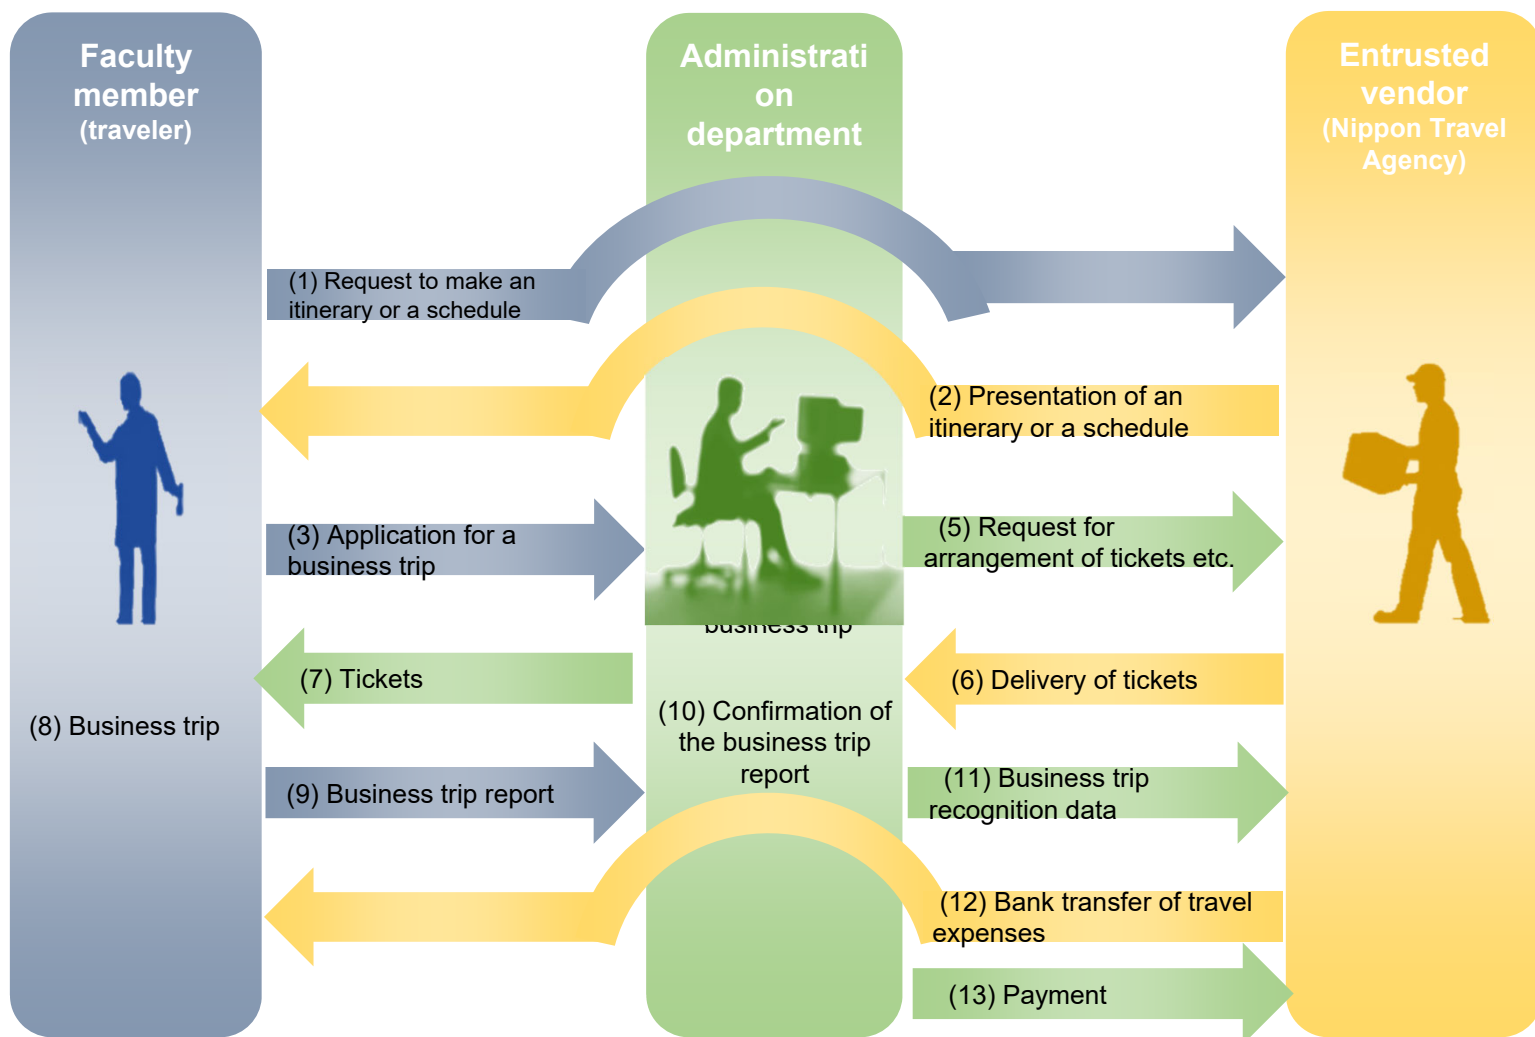 Faculty
member
(traveler)
Administrati
on
department
Entrusted
vendor
(Nippon Travel
Agency)
(1) Request to make an
itinerary or a schedule
(2) Presentation of an
itinerary or a schedule
(3) Application for a
business trip
(5) Request for
arrangement of tickets etc.
business trip
(7) Tickets
(6) Delivery of tickets
(8) Business trip
(10) Confirmation of
the business trip
report
(9) Business trip report
(11) Business trip
recognition data
(12) Bank transfer of travel
expenses
(13) Payment